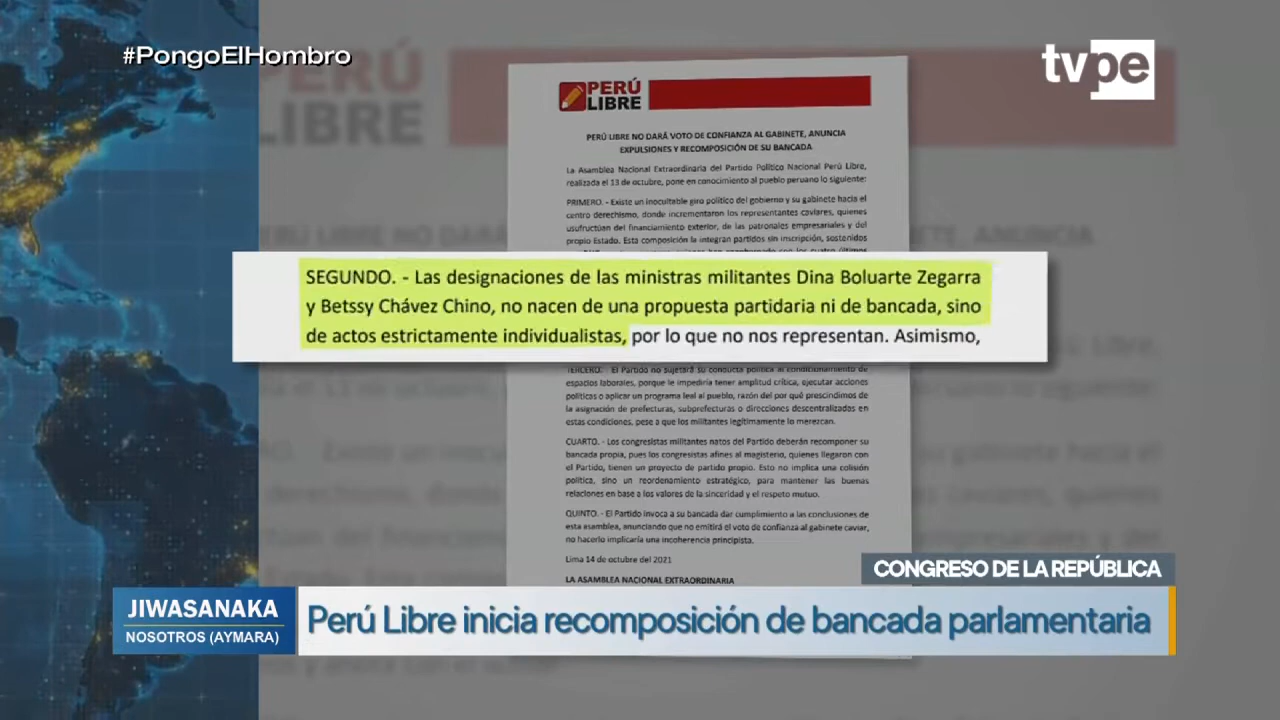 #PongoElHombro
tvpe
PERÚ
LIBRE
PERÚ LIBRE NO DARÁ VOTO DE CONFIANZA AL GABINETE, ANUNCIA
EXPULSIONES Y RECOMPOSICIÓN DE SU BANCADA
La Asamblea Nacional Extraordinaria del Partido Político Nacional Perú Libre,
realizada el 13 de octubre, pone en conocimiento al pueblo peruano lo siguiente:
PRIMERO. - Existe un inocultable giro político del gobierno y su gabinete hacia el
centro derechismo, donde incrementaron los representantes caviares, quienes
usufructúan del financiamiento exterior, de las patronales empresariales y del
propio Estado. Esta composición la integran partidos sin inscripción, sostenidos
SEGUNDO. - Las designaciones de las ministras militantes Dina Boluarte Zegarra
y Betssy Chávez Chino, no nacen de una propuesta partidaria ni de bancada, sino
de actos estrictamente individualistas, por lo que no nos representan. Asimismo,
TERCERO. - El Partido no sujetará su conducta política al condicionamiento de
espacios laborales, porque le impediría tener amplitud crítica, ejecutar acciones
políticas o aplicar un programa leal al pueblo, razón del por qué prescindimos de
la asignación de prefecturas, subprefecturas o direcciones descentralizadas en
estas condiciones, pese a que los militantes legítimamente lo merezcan.
CUARTO. - Los congresistas militantes natos del Partido deberán recomponer su
bancada propia, pues los congresistas afines al magisterio, quienes llegaron con
el Partido, tienen un proyecto de partido propio. Esto no implica una colisión
política, sino un reordenamiento estratégico, para mantener las buenas
relaciones en base a los valores de la sinceridad y el respeto mutuo.
QUINTO. - El Partido invoca a su bancada dar cumplimiento a las conclusiones de
esta asamblea, anunciando que no emitirá el voto de confianza al gabinete caviar,
no hacerlo implicaría una incoherencia principista.
Lima 14 de octubre del 2021
LA ASAMBLEA NACIONAL EXTRAORDINARIA
CONGRESO DE LA REPÚBLICA
JIWASANAKA
NOSOTROS (AYMARA)
Perú Libre inicia recomposición de bancada parlamentaria